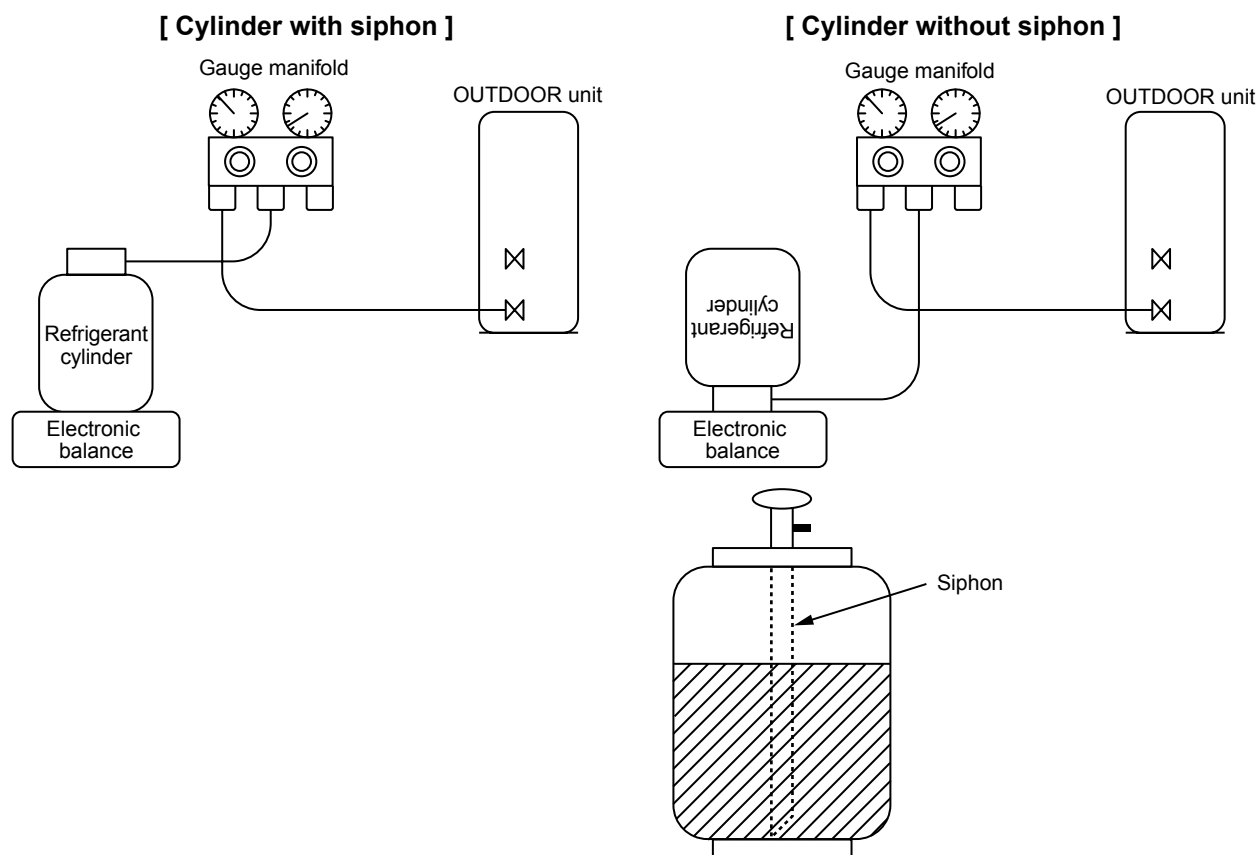 [ Cylinder with siphon ]
Gauge manifold
OUTDOOR unit
Refrigerant
cylinder
Electronic
balance
[ Cylinder without siphon ]
Gauge manifold
OUTDOOR unit
Refrigerant
cylinder
Electronic
balance
Siphon